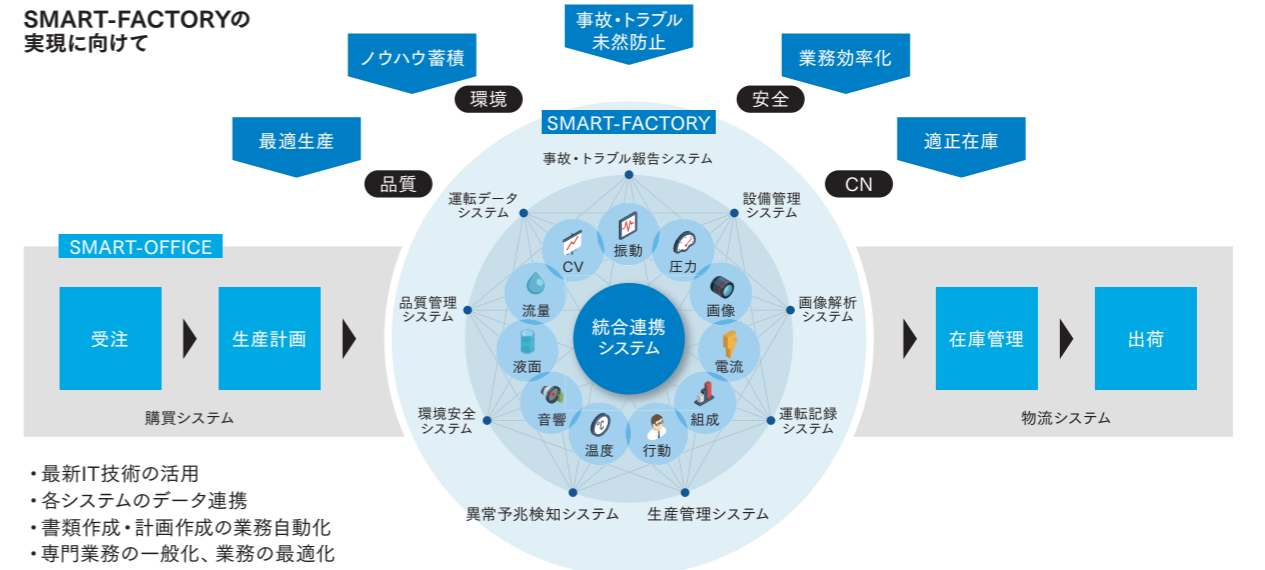 SMART-FACTORYの
実現に向けて
事故・トラブル
未然防止
ノウハウ蓄積
業務効率化
最適生産
適正在庫
環境
安全
品質
CN
SMART-FACTORY
事故・トラブル報告システム
運転データ
システム
設備管理
システム
品質管理
システム
画像解析
システム
環境安全
システム
運転記録
システム
異常予兆検知システム
生産管理システム
振動
CV
圧力
流量
画像
液面
電流
音響
組成
温度
行動
統合連携
システム
SMART-OFFICE
受注
生産計画
購買システム
在庫管理
出荷
物流システム
・最新IT技術の活用
・各システムのデータ連携
・書類作成・計画作成の業務自動化
・専門業務の一般化、業務の最適化
℃